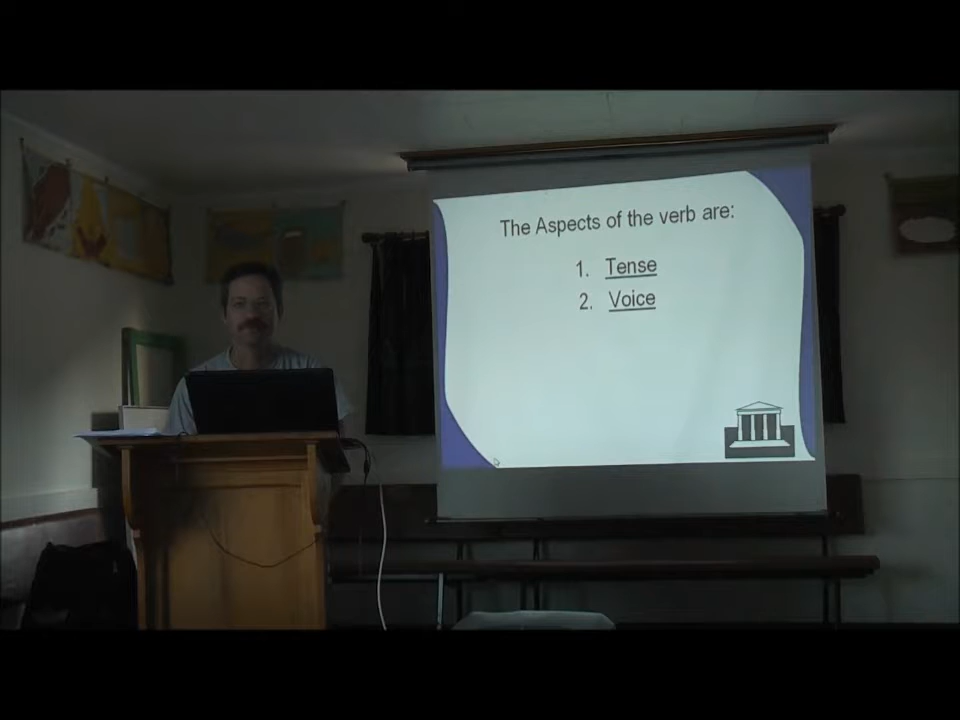 The Aspects of the verb are:
1. Tense
2. Voice